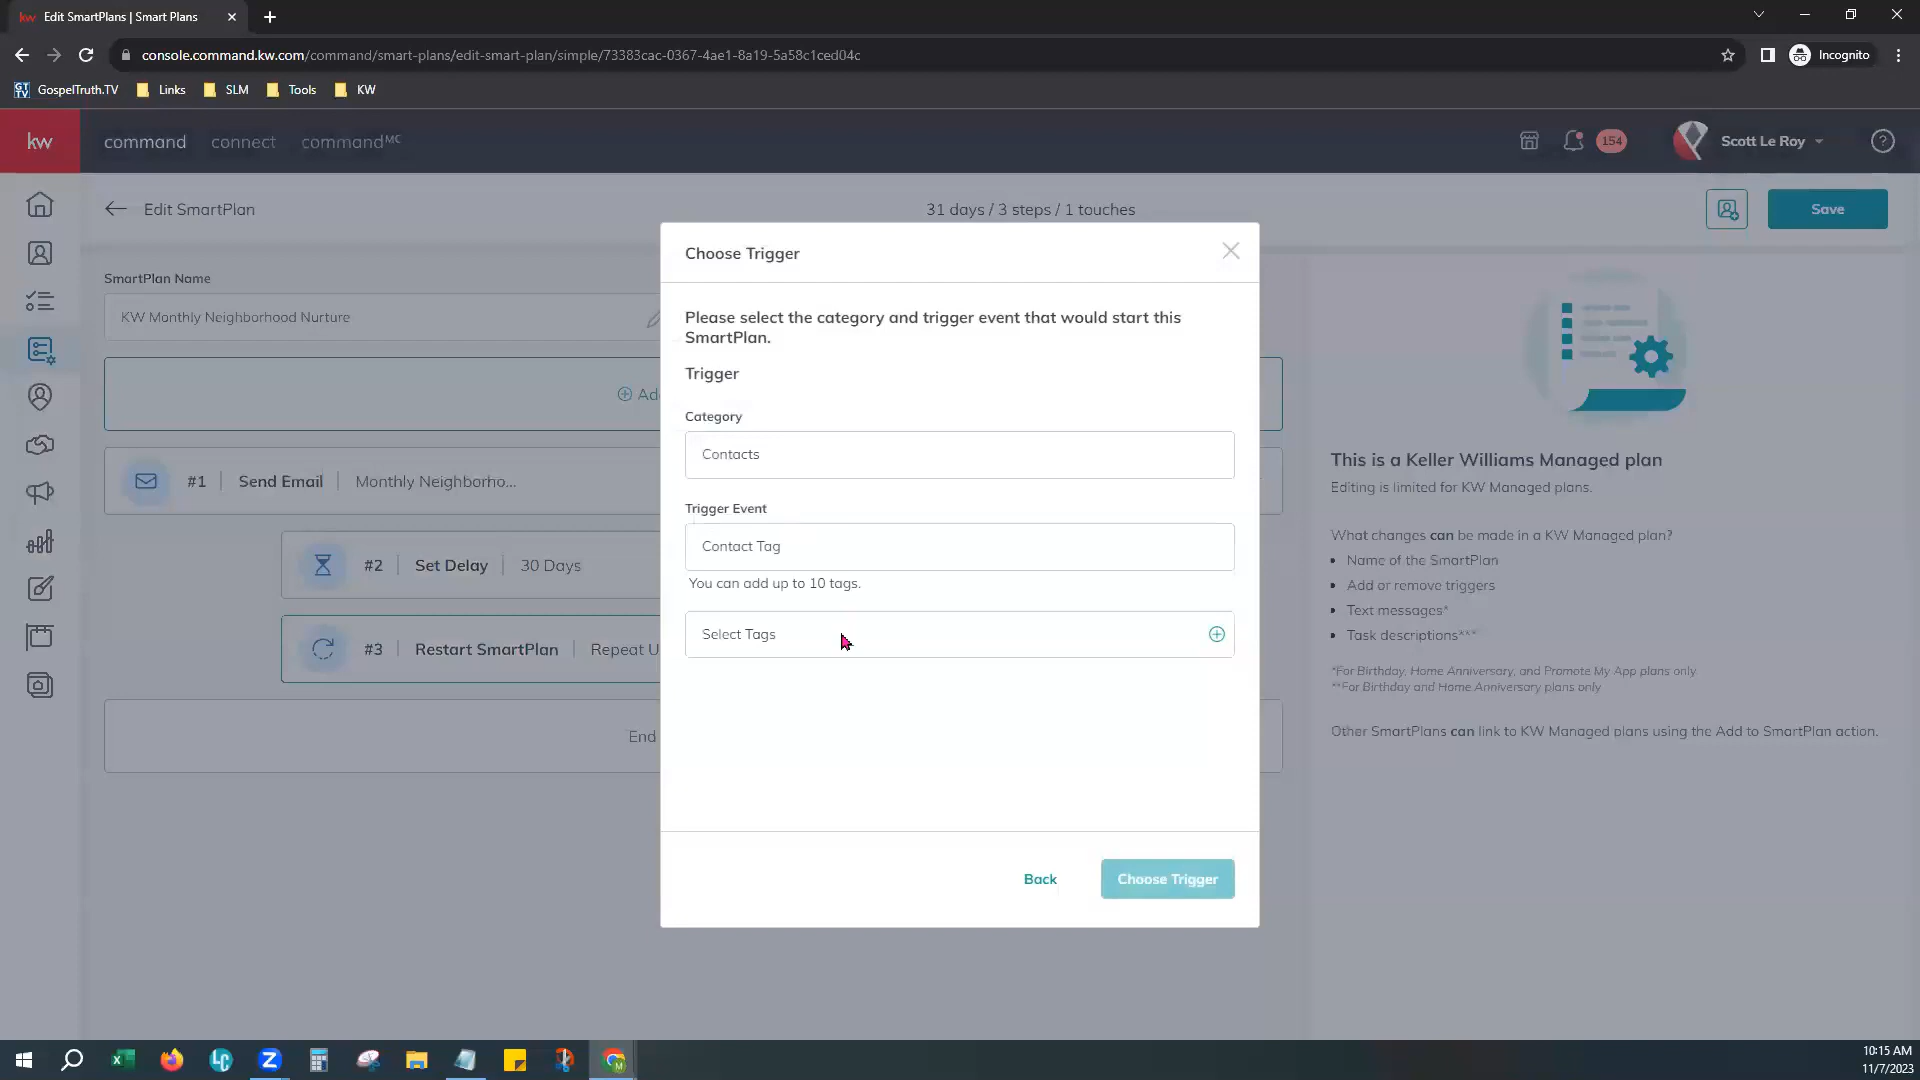 kw Edit SmartPlans | Smart Plans
console.command.kw.com/command/smart-plans/edit-smart-plan/simple/73383cac-0367-4ae1-8a19-5a58c1ced04c
Incognito
GT TV GospelTruth.TV Links SLM Tools KW
kw command connect commandMC
154 Scott Le Roy
Edit SmartPlan 31 days / 3 steps / 1 touches Save
SmartPlan Name
KW Monthly Neighborhood Nurture
#1 Send Email Monthly Neighborho...
#2 Set Delay 30 Days
#3 Restart SmartPlan Repeat U
End
Choose Trigger
Please select the category and trigger event that would start this
SmartPlan.
Trigger
Category
Contacts
Trigger Event
Contact Tag
You can add up to 10 tags.
Select Tags
Back Choose Trigger
This is a Keller Williams Managed plan
Editing is limited for KW Managed plans.
What changes can be made in a KW Managed plan?
Name of the SmartPlan
Add or remove triggers
Text messages*
Task descriptions***
*For Birthday, Home Anniversary, and Promote My App plans only.
**For Birthday and Home Anniversary plans only
Other SmartPlans can link to KW Managed plans using the Add to SmartPlan action.
10:15 AM
11/7/2023